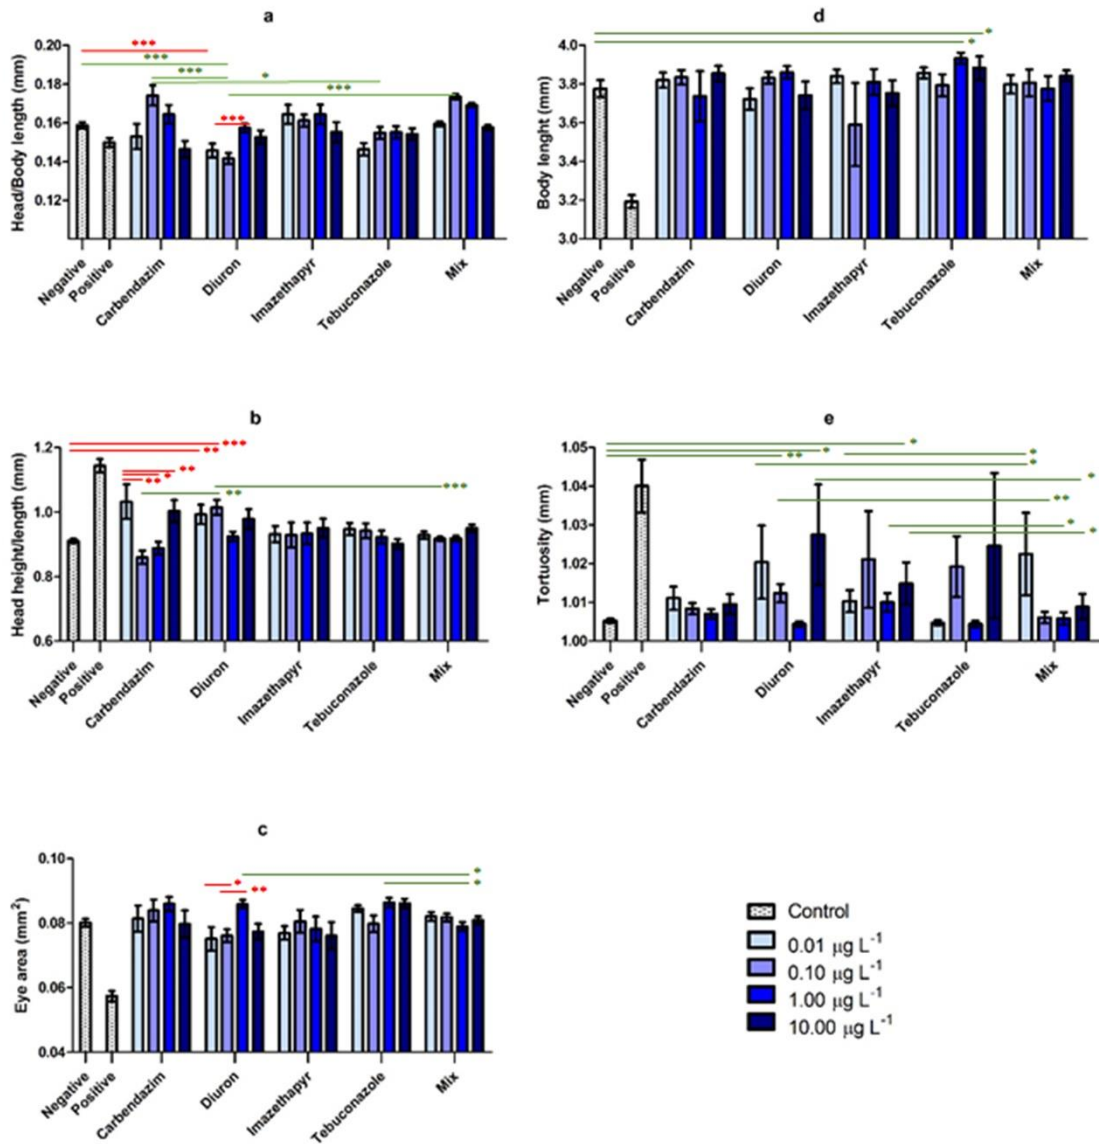 a
Head/Body length (mm)
0.20
0.18
0.16
0.14
0.12
***
***
***
*
***
***
Negative
Positive
Carbendazim
Diuron
Imazethapyr
Tebuconazole
Mix
d
Body lenght (mm)
4.0
3.8
3.6
3.4
3.2
3.0
*
*
Negative
Positive
Carbendazim
Diuron
Imazethapyr
Tebuconazole
Mix
b
Head height/length (mm)
1.2
1.0
0.8
0.6
***
**
**
*
**
**
***
Negative
Positive
Carbendazim
Diuron
Imazethapyr
Tebuconazole
Mix
e
Tortuosity (mm)
1.05
1.04
1.03
1.02
1.01
1.00
*
*
**
*
*
*
**
*
*
Negative
Positive
Carbendazim
Diuron
Imazethapyr
Tebuconazole
Mix
c
Eye area (mm²)
0.10
0.08
0.06
0.04
*
*
*
**
Negative
Positive
Carbendazim
Diuron
Imazethapyr
Tebuconazole
Mix
Control
0.01 µg L⁻¹
0.10 µg L⁻¹
1.00 µg L⁻¹
10.00 µg L⁻¹